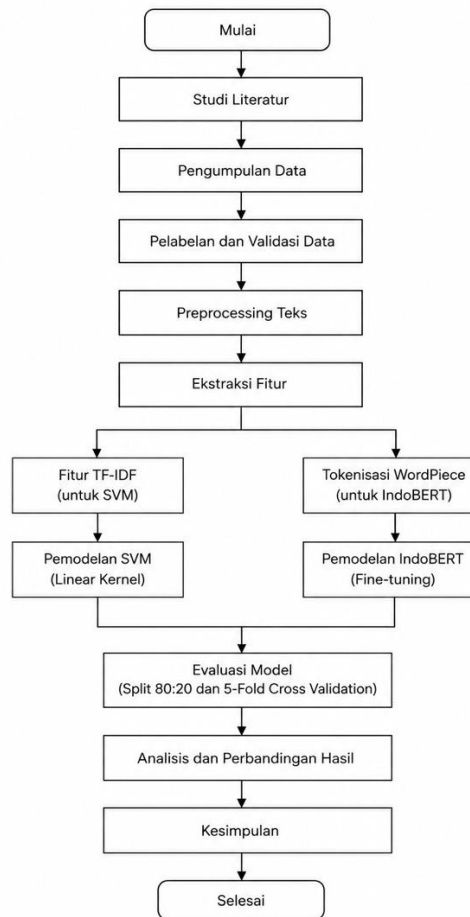 Mulai
Studi Literatur
Pengumpulan Data
Pelabelan dan Validasi Data
Preprocessing Teks
Ekstraksi Fitur
Fitur TF-IDF
(untuk SVM)
Tokenisasi WordPiece
(untuk IndoBERT)
Pemodelan SVM
(Linear Kernel)
Pemodelan IndoBERT
(Fine-tuning)
Evaluasi Model
(Split 80:20 dan 5-Fold Cross Validation)
Analisis dan Perbandingan Hasil
Kesimpulan
Selesai